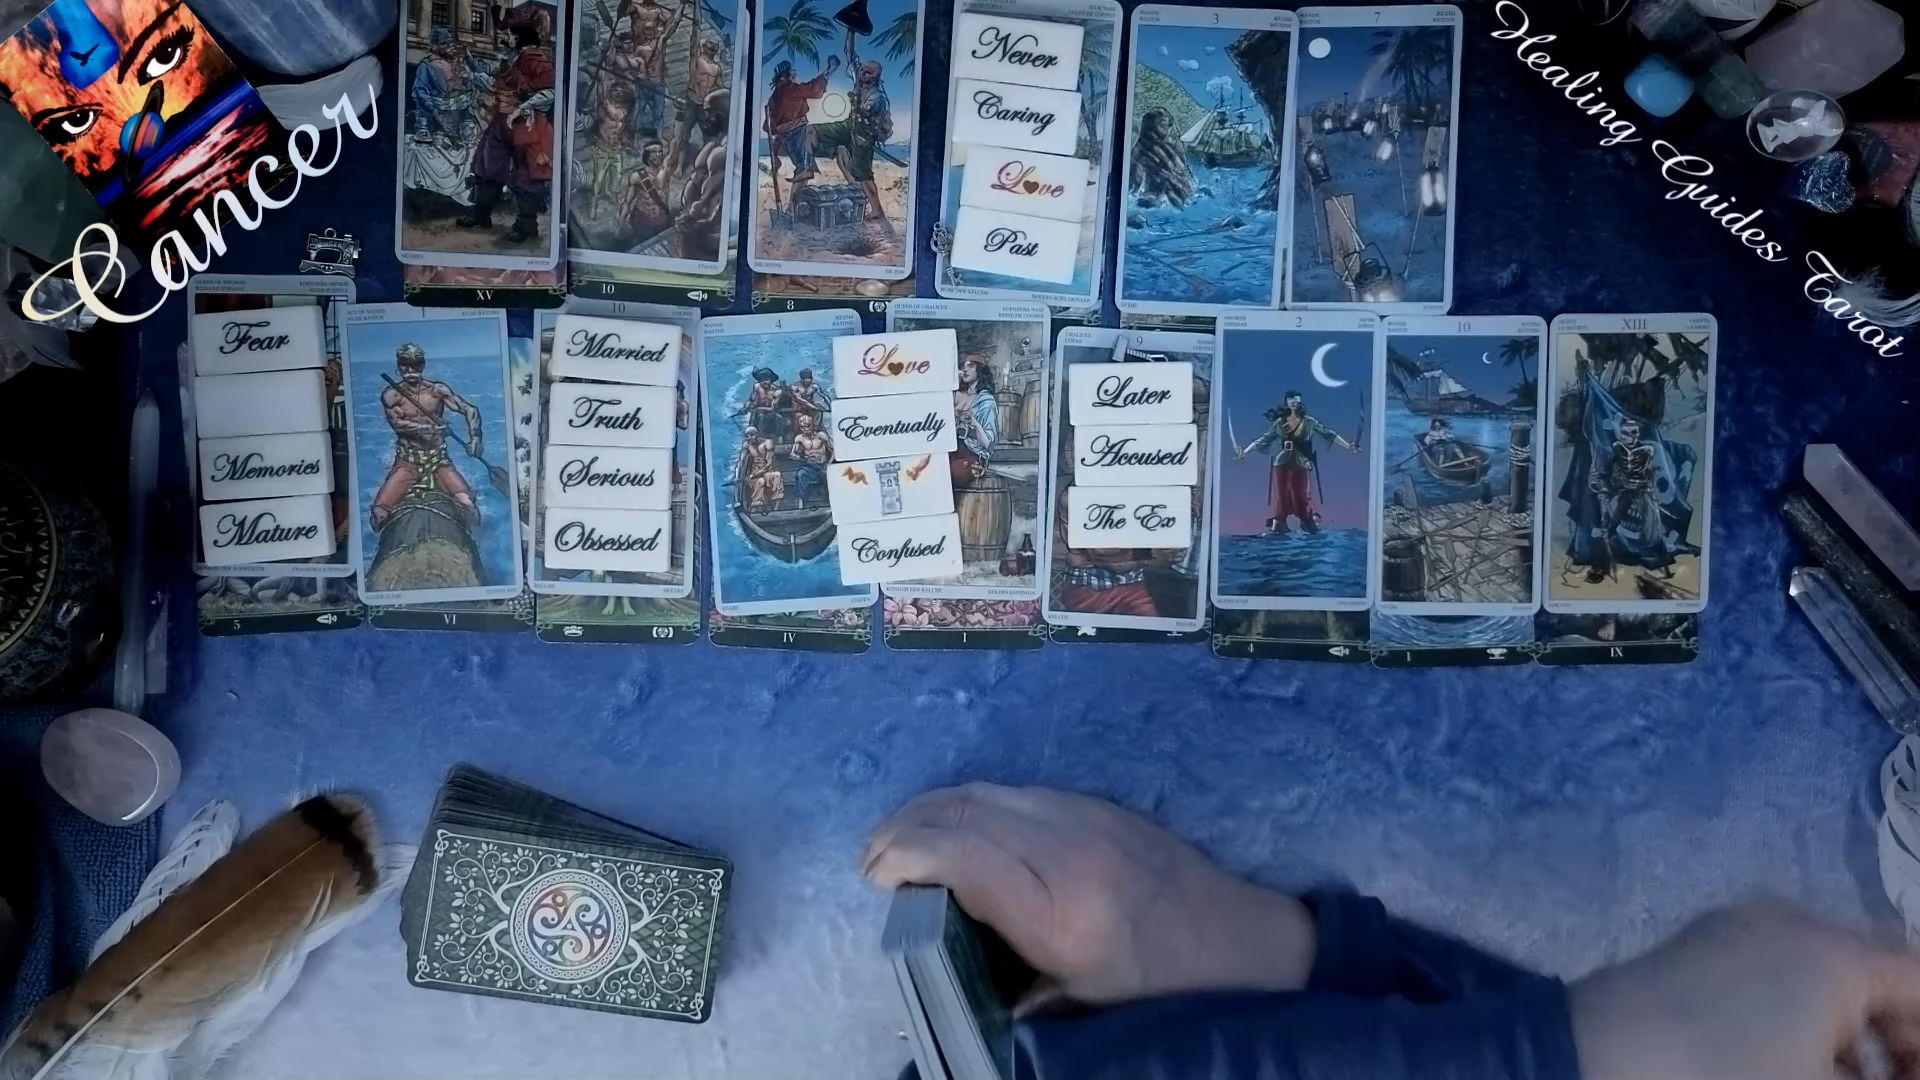 Cancer
Healing Guides Tarot
Never
Caring
Love
Past
3
7
XV
10
8
Fear
Memories
Mature
1
10
Married
Truth
Serious
Obsessed
4
Love
Eventually
Confused
9
Later
Accused
The Ex
2
10
XIII
5
VI
IV
I
4
1
IX